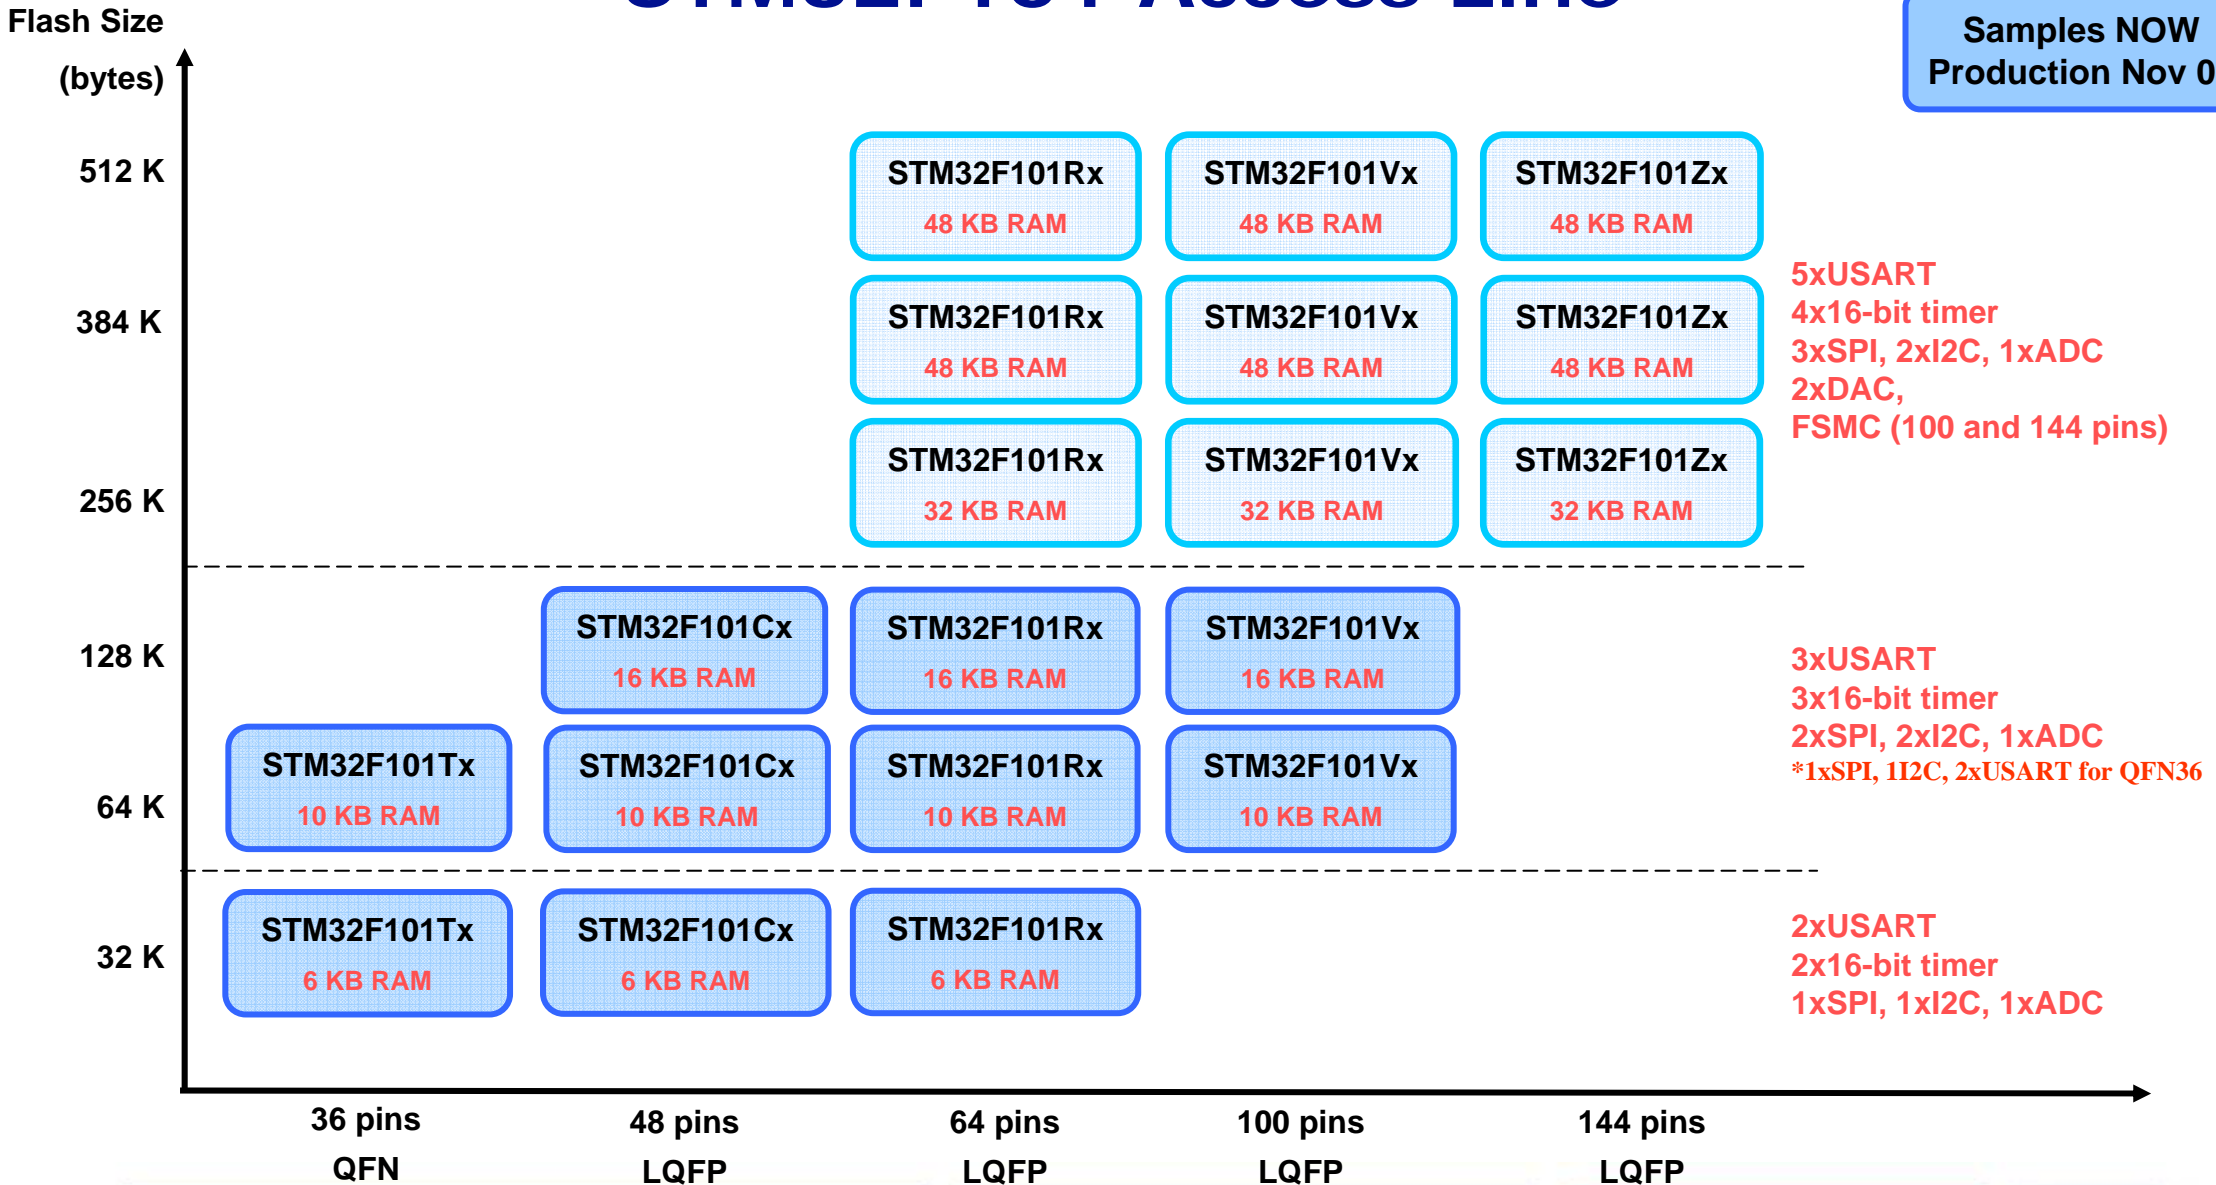 STM32F101 Access Line
Flash Size
(bytes)
Samples NOW
Production Nov 0
512 K
STM32F101Rx
48 KB RAM
STM32F101Vx
48 KB RAM
STM32F101Zx
48 KB RAM
384 K
STM32F101Rx
48 KB RAM
STM32F101Vx
48 KB RAM
STM32F101Zx
48 KB RAM
5xUSART
4x16-bit timer
3xSPI, 2xI2C, 1xADC
2xDAC,
FSMC (100 and 144 pins)
256 K
STM32F101Rx
32 KB RAM
STM32F101Vx
32 KB RAM
STM32F101Zx
32 KB RAM
128 K
STM32F101Cx
16 KB RAM
STM32F101Rx
16 KB RAM
STM32F101Vx
16 KB RAM
3xUSART
3x16-bit timer
2xSPI, 2xI2C, 1xADC
*1xSPI, 1I2C, 2xUSART for QFN36
64 K
STM32F101Tx
10 KB RAM
STM32F101Cx
10 KB RAM
STM32F101Rx
10 KB RAM
STM32F101Vx
10 KB RAM
32 K
STM32F101Tx
6 KB RAM
STM32F101Cx
6 KB RAM
STM32F101Rx
6 KB RAM
2xUSART
2x16-bit timer
1xSPI, 1xI2C, 1xADC
36 pins
QFN
48 pins
LQFP
64 pins
LQFP
100 pins
LQFP
144 pins
LQFP